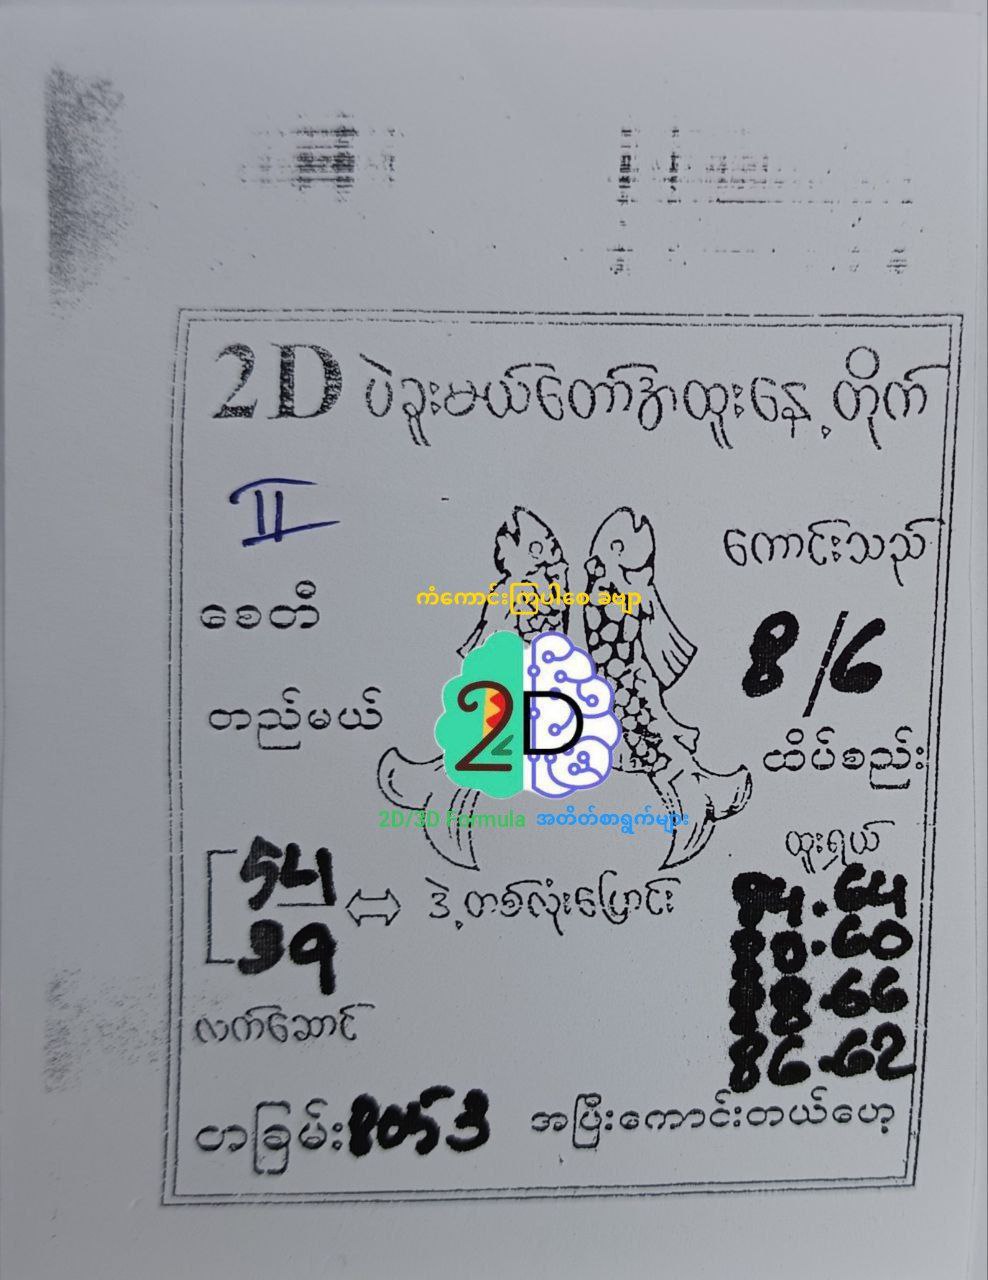 2D ပဲခူးမယ်တော်အထူးနေ့တိုက်
II
ကောင်းသည်
စေတီ
ကံကောင်းကြပါစေ ခဗျာ
8/6
တည်မယ်
2D
ထိပ်စည်း
2D/3D Formula အတိတ်စာရွက်များ
ထူးရှယ်
54
39
ဒဲ့တစ်လုံးပြောင်း
84.64
80.60
88.66
86.62
လက်ဆောင်
တခြမ်း
အပြီးကောင်းတယ်ဟေ့